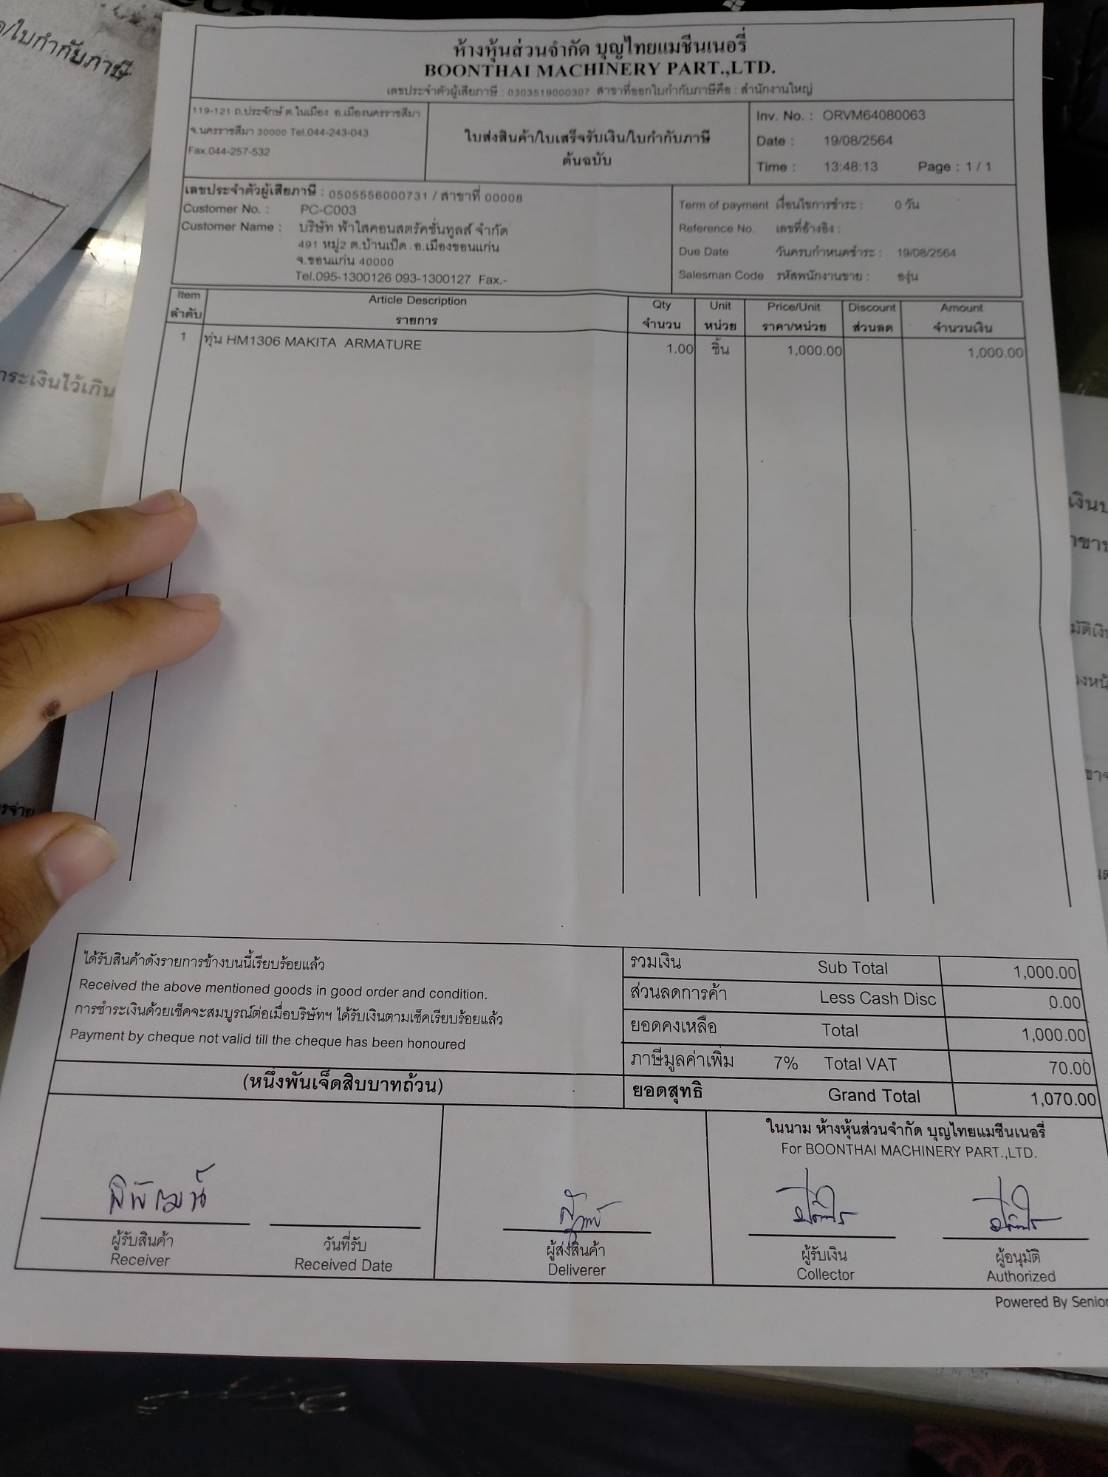 ห้างหุ้นส่วนจำกัด บุญไทยแมชีนเนอรี่
BOONTHAI MACHINERY PART.,LTD.
เลขประจำตัวผู้เสียภาษี : 0303519000397 สาขาที่ออกใบกำกับภาษีคือ : สำนักงานใหญ่
119-121 ถ.ประจักษ์ ต.ในเมือง อ.เมืองนครราชสีมา
จ.นครราชสีมา 30000 Tel.044-243-043
Fax.044-257-532
ใบส่งสินค้า/ใบเสร็จรับเงิน/ใบกำกับภาษี
ต้นฉบับ
Inv. No. : ORVM64080063
Date : 19/08/2564
Time : 13:48:13 Page : 1 / 1
เลขประจำตัวผู้เสียภาษี : 0505556000731 / สาขาที่ 00008
Customer No. : PC-C003
Customer Name : บริษัท ฟ้าใสคอนสตรัคชั่นทูลส์ จำกัด
491 หมู่2 ต.บ้านเป็ด อ.เมืองขอนแก่น
จ.ขอนแก่น 40000
Tel.095-1300126 093-1300127 Fax.-
Term of payment เงื่อนไขการชำระ : 0 วัน
Reference No. เลขที่อ้างอิง :
Due Date วันครบกำหนดชำระ : 19/08/2564
Salesman Code รหัสพนักงานขาย : องุ่น
Item Article Description Qty Unit Price/Unit Discount Amount
ลำดับ รายการ จำนวน หน่วย ราคา/หน่วย ส่วนลด จำนวนเงิน
1 ทุ่น HM1306 MAKITA ARMATURE 1.00 ชิ้น 1,000.00 1,000.00
ได้รับสินค้าดังรายการข้างบนนี้เรียบร้อยแล้ว
Received the above mentioned goods in good order and condition.
การชำระเงินด้วยเช็คจะสมบูรณ์ต่อเมื่อบริษัทฯ ได้รับเงินตามเช็คเรียบร้อยแล้ว
Payment by cheque not valid till the cheque has been honoured
(หนึ่งพันเจ็ดสิบบาทถ้วน)
รวมเงิน Sub Total 1,000.00
ส่วนลดการค้า Less Cash Disc 0.00
ยอดคงเหลือ Total 1,000.00
ภาษีมูลค่าเพิ่ม 7% Total VAT 70.00
ยอดสุทธิ Grand Total 1,070.00
ในนาม ห้างหุ้นส่วนจำกัด บุญไทยแมชีนเนอรี่
For BOONTHAI MACHINERY PART.,LTD.
พิพัฒน์
ผู้รับสินค้า วันที่รับ ผู้ส่งสินค้า ผู้รับเงิน ผู้อนุมัติ
Receiver Received Date Deliverer Collector Authorized
Powered By Senior
/ใบกำกับภาษี